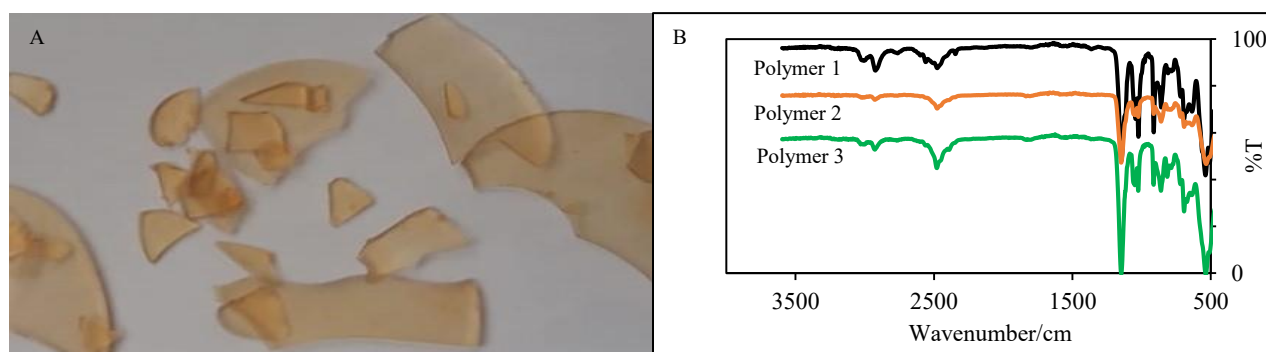 A
B
100
Polymer 1
Polymer 2
Polymer 3
T%
0
3500
2500
1500
500
Wavenumber/cm